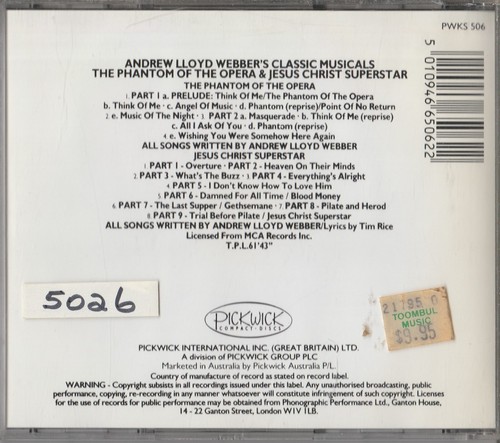 PWKS 506
ANDREW LLOYD WEBBER'S CLASSIC MUSICALS
THE PHANTOM OF THE OPERA & JESUS CHRIST SUPERSTAR
THE PHANTOM OF THE OPERA
1. PART 1 a. PRELUDE: Think Of Me/The Phantom Of The Opera
b. Think Of Me · c. Angel Of Music · d. Phantom (reprise)/Point Of No Return
2. e. Music Of The Night · 3. PART 2 a. Masquerade · b. Think Of Me (reprise)
c. All I Ask Of You · d. Phantom (reprise)
4. e. Wishing You Were Somewhere Here Again
ALL SONGS WRITTEN BY ANDREW LLOYD WEBBER
JESUS CHRIST SUPERSTAR
1. PART 1 - Overture · PART 2 - Heaven On Their Minds
2. PART 3 - What's The Buzz · 3. PART 4 - Everything's Alright
4. PART 5 - I Don't Know How To Love Him
5. PART 6 - Damned For All Time / Blood Money
6. PART 7 - The Last Supper / Gethsemane · 7. PART 8 - Pilate and Herod
8. PART 9 - Trial Before Pilate / Jesus Christ Superstar
ALL SONGS WRITTEN BY ANDREW LLOYD WEBBER/Lyrics by Tim Rice
Licensed From MCA Records Inc.
T.P.L.61'43"
5 010946 650622
5026
21795 0
TOOMBUL
MUSIC
$9.95
PICKWICK
COMPACT · DISCS
PICKWICK INTERNATIONAL INC. (GREAT BRITAIN) LTD.
A division of PICKWICK GROUP PLC
Marketed in Australia by Pickwick Australia P/L.
Country of manufacture of record as stated on record label.
WARNING - Copyright subsists in all recordings issued under this label. Any unauthorised broadcasting, public
performance, copying, re-recording in any manner whatsoever will constitute infringement of such copyright. Licenses
for the use of records for public performance may be obtained from Phonographic Performance Ltd., Ganton House,
14 - 22 Ganton Street, London W1V 1LB.